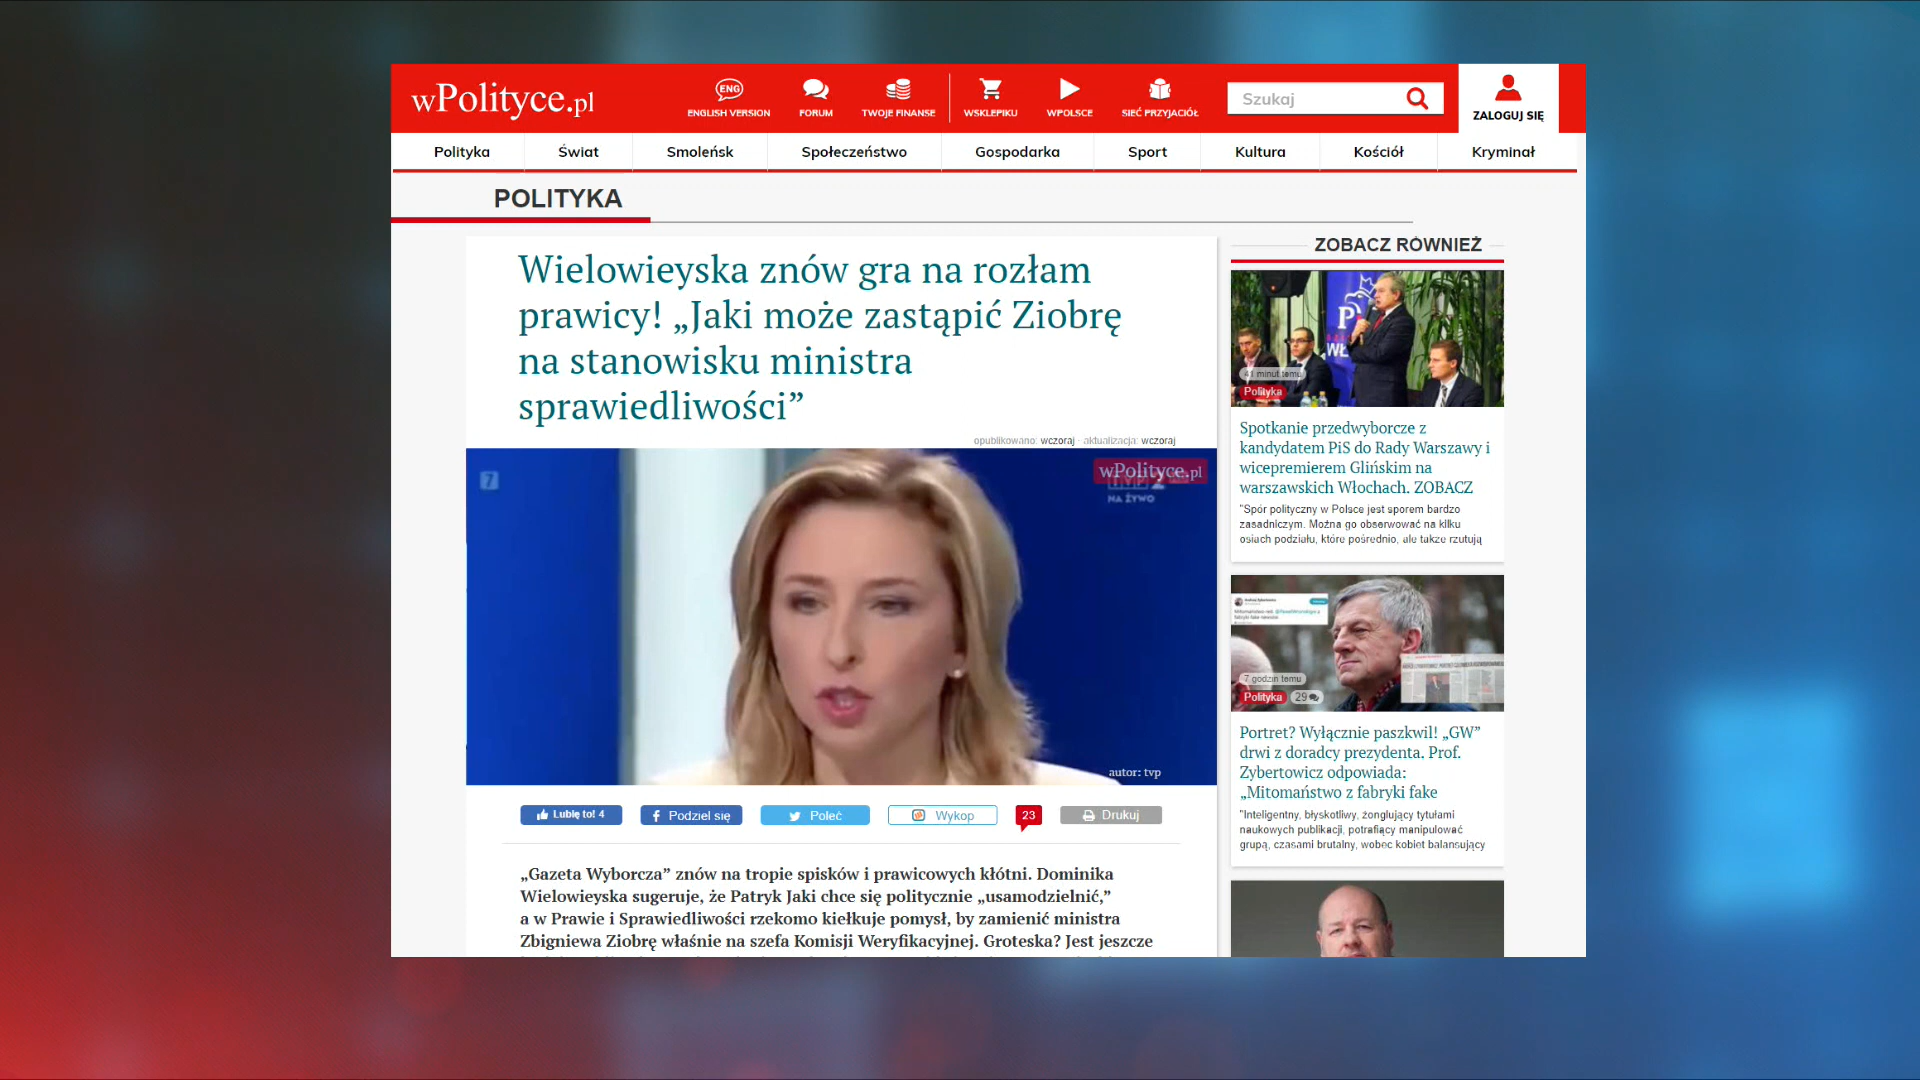 wPolityce.pl
ENG
ENGLISH VERSION
FORUM
TWOJE FINANSE
WSKLEPIKU
WPOLSCE
SIEĆ PRZYJACIÓŁ
Szukaj
ZALOGUJ SIĘ
Polityka
Świat
Smoleńsk
Społeczeństwo
Gospodarka
Sport
Kultura
Kościół
Kryminał
POLITYKA
Wielowieyska znów gra na rozłam
prawicy! „Jaki może zastąpić Ziobrę
na stanowisku ministra
sprawiedliwości”
opublikowano: wczoraj · aktualizacja: wczoraj
7
wPolityce.pl
NA ŻYWO
autor: tvp
Lubię to! 4
Podziel się
Poleć
Wykop
23
Drukuj
„Gazeta Wyborcza” znów na tropie spisków i prawicowych kłótni. Dominika
Wielowieyska sugeruje, że Patryk Jaki chce się politycznie „usamodzielnić,”
a w Prawie i Sprawiedliwości rzekomo kiełkuje pomysł, by zamienić ministra
Zbigniewa Ziobrę właśnie na szefa Komisji Weryfikacyjnej. Groteska? Jest jeszcze
ZOBACZ RÓWNIEŻ
41 minut temu
Polityka
Spotkanie przedwyborcze z
kandydatem PiS do Rady Warszawy i
wicepremierem Glińskim na
warszawskich Włochach. ZOBACZ
"Spór polityczny w Polsce jest sporem bardzo
zasadniczym. Można go obserwować na kilku
osiach podziału, które pośrednio, ale także rzutują
7 godzin temu
Polityka
29
Portret? Wyłącznie paszkwil! „GW”
drwi z doradcy prezydenta. Prof.
Zybertowicz odpowiada:
„Mitomaństwo z fabryki fake
"Inteligentny, błyskotliwy, żonglujący tytułami
naukowych publikacji, potrafiący manipulować
grupą, czasami brutalny, wobec kobiet balansujący